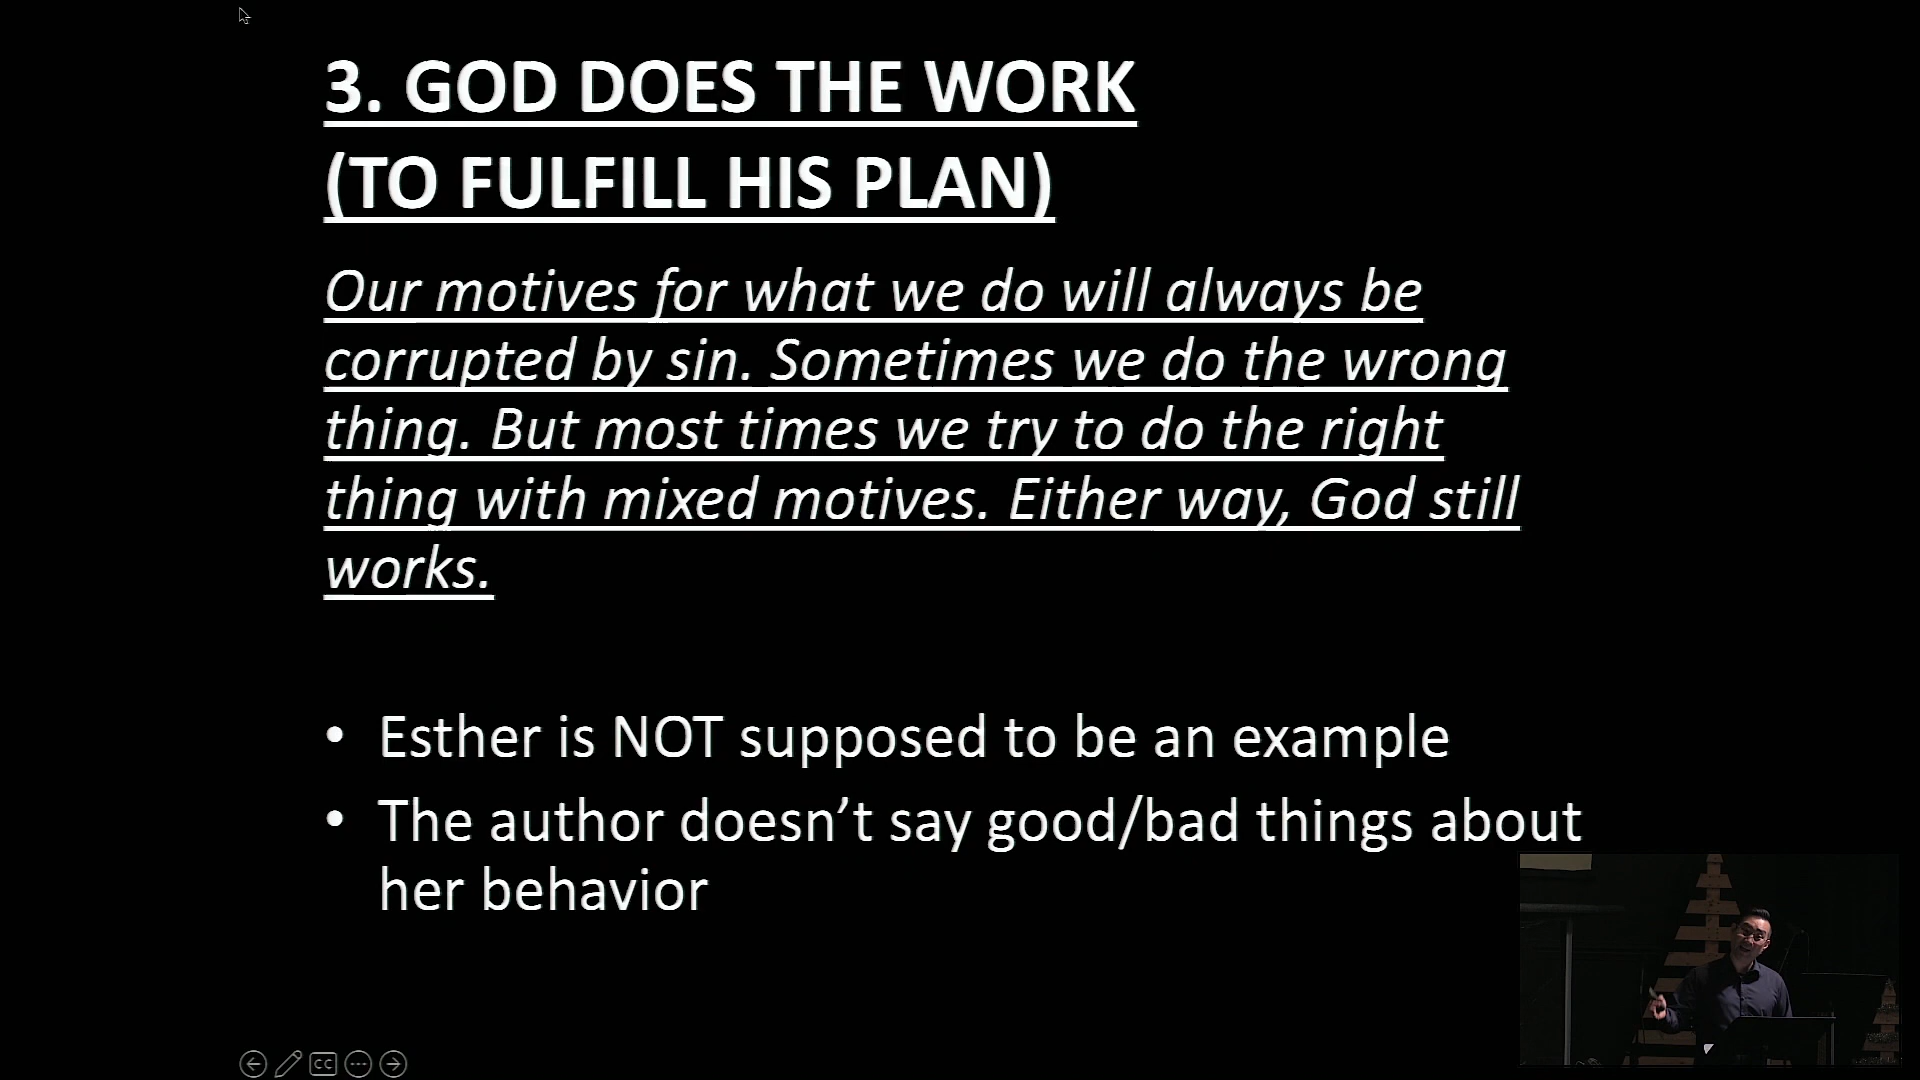 3. GOD DOES THE WORK
(TO FULFILL HIS PLAN)
Our motives for what we do will always be
corrupted by sin. Sometimes we do the wrong
thing. But most times we try to do the right
thing with mixed motives. Either way, God still
works.
• Esther is NOT supposed to be an example
• The author doesn’t say good/bad things about
her behavior
CC